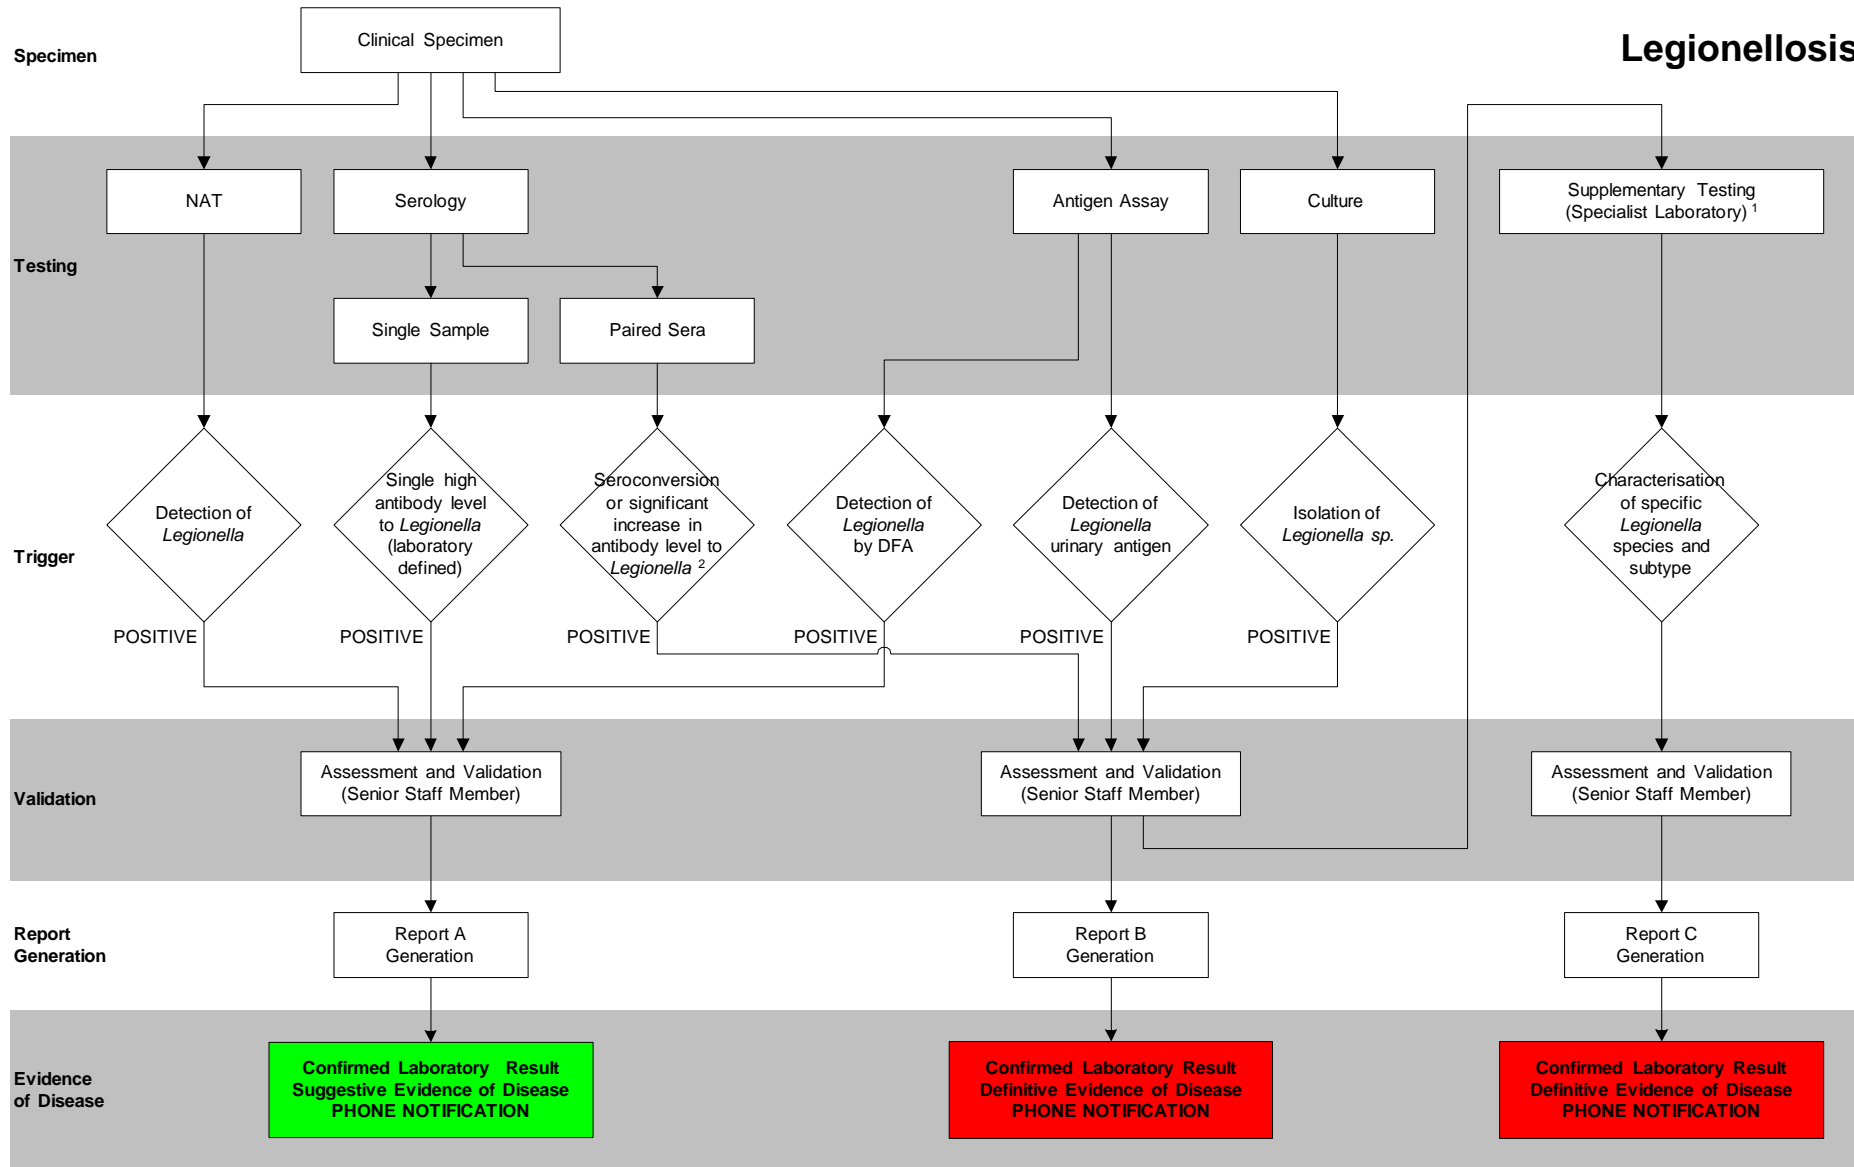 Legionellosis
Specimen
Clinical Specimen
NAT
Serology
Antigen Assay
Culture
Supplementary Testing
(Specialist Laboratory) 1
Testing
Single Sample
Paired Sera
Trigger
Detection of
Legionella
Single high
antibody level
to Legionella
(laboratory
defined)
Seroconversion
or significant
increase in
antibody level to
Legionella 2
Detection of
Legionella
by DFA
Detection of
Legionella
urinary antigen
Isolation of
Legionella sp.
Characterisation
of specific
Legionella
species and
subtype
POSITIVE
POSITIVE
POSITIVE
POSITIVE
POSITIVE
POSITIVE
Validation
Assessment and Validation
(Senior Staff Member)
Assessment and Validation
(Senior Staff Member)
Assessment and Validation
(Senior Staff Member)
Report
Generation
Report A
Generation
Report B
Generation
Report C
Generation
Evidence
of Disease
Confirmed Laboratory Result
Suggestive Evidence of Disease
PHONE NOTIFICATION
Confirmed Laboratory Result
Definitive Evidence of Disease
PHONE NOTIFICATION
Confirmed Laboratory Result
Definitive Evidence of Disease
PHONE NOTIFICATION